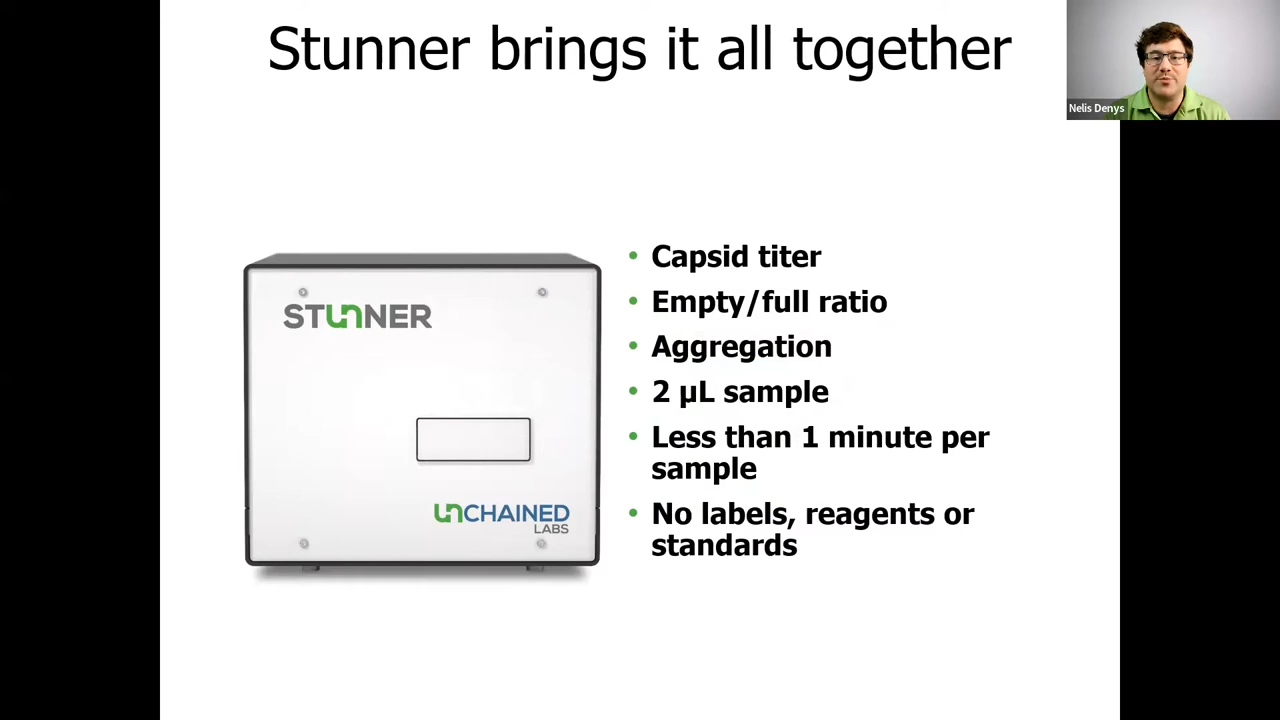 Stunner brings it all together
Nelis Denys
STUNNER
UNCHAINED
LABS
• Capsid titer
• Empty/full ratio
• Aggregation
• 2 µL sample
• Less than 1 minute per
sample
• No labels, reagents or
standards